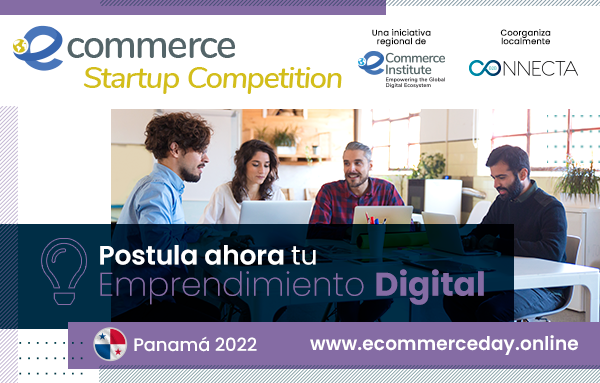 ecommerce
Startup Competition
Una iniciativa
regional de
eCommerce
Institute
Empowering the Global
Digital Ecosystem
Coorganiza
localmente
CONNECTA
Postula ahora tu
Emprendimiento Digital
Panamá 2022
www.ecommerceday.online